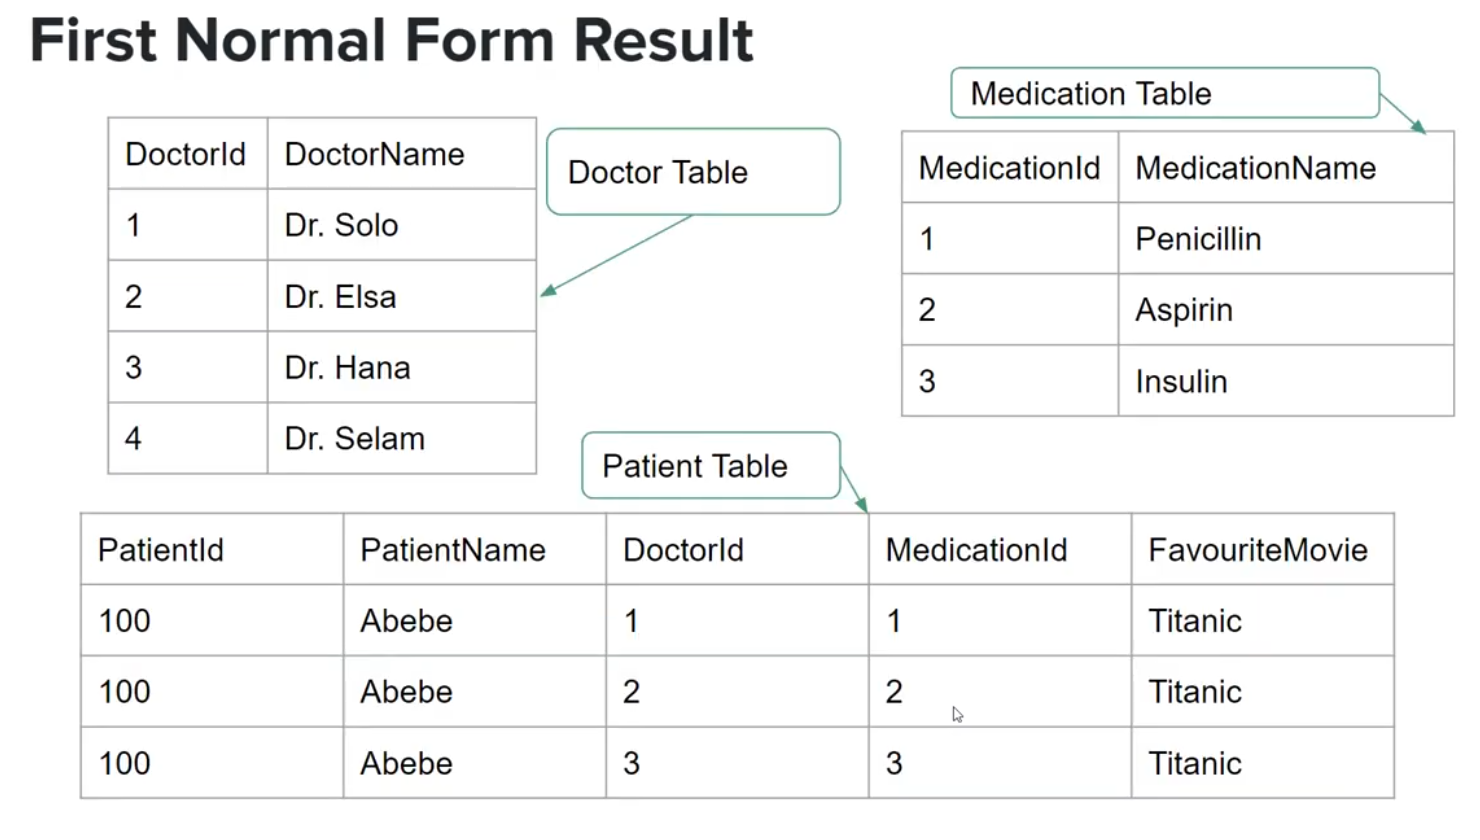 First Normal Form Result
Medication Table
Doctor Table
DoctorId DoctorName
1 Dr. Solo
2 Dr. Elsa
3 Dr. Hana
4 Dr. Selam
MedicationId MedicationName
1 Penicillin
2 Aspirin
3 Insulin
Patient Table
PatientId PatientName DoctorId MedicationId FavouriteMovie
100 Abebe 1 1 Titanic
100 Abebe 2 2 Titanic
100 Abebe 3 3 Titanic